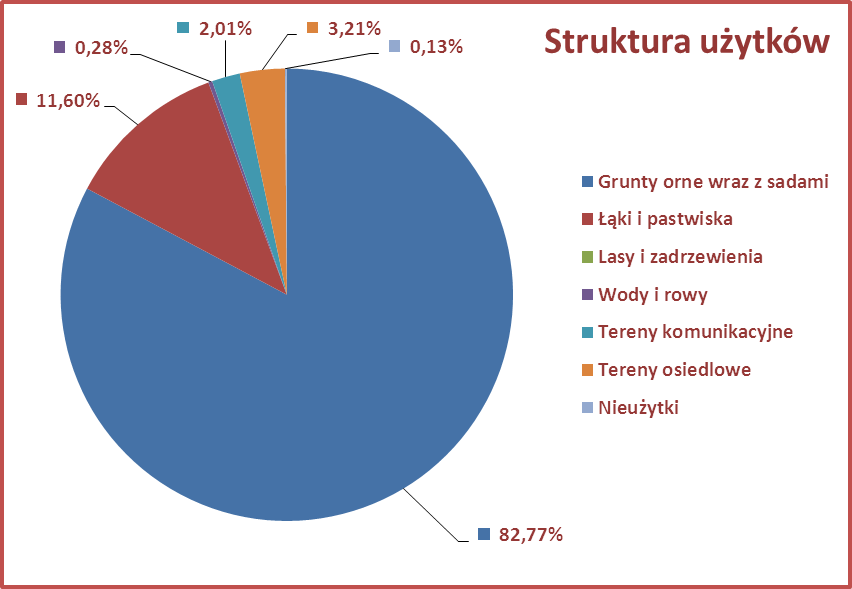 Struktura użytków
2,01%
3,21%
0,28%
0,13%
11,60%
Grunty orne wraz z sadami
Łąki i pastwiska
Lasy i zadrzewienia
Wody i rowy
Tereny komunikacyjne
Tereny osiedlowe
Nieużytki
82,77%